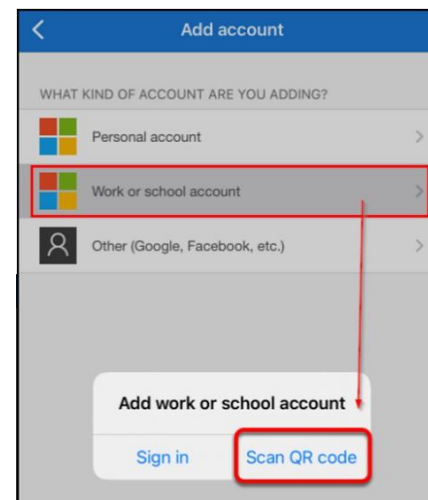 Add account
WHAT KIND OF ACCOUNT ARE YOU ADDING?
Personal account
Work or school account
Other (Google, Facebook, etc.)
Add work or school account
Sign in
Scan QR code